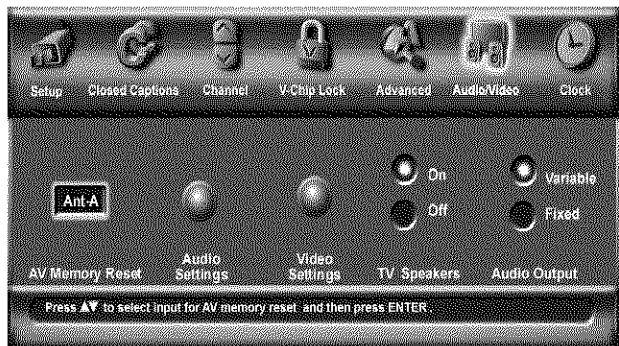 Setup Closed Captions Channel V-Chip Lock Advanced Audio/Video Clock
On Variable
Ant-A
Off Fixed
Audio Settings Video Settings
AV Memory Reset TV Speakers Audio Output
Press ▲▼ to select input for AV memory reset and then press ENTER.